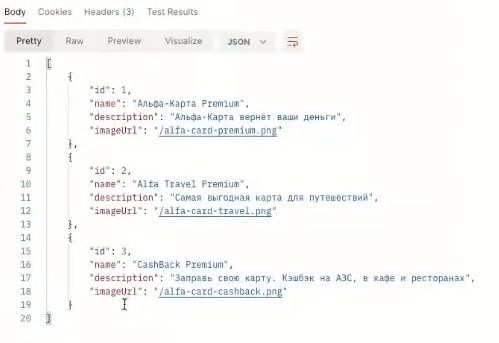 Body Cookies Headers (3) Test Results
Pretty Raw Preview Visualize JSON
1 [
2 {
3 "id": 1,
4 "name": "Альфа-Карта Premium",
5 "description": "Альфа-Карта вернёт ваши деньги",
6 "imageUrl": "/alfa-card-premium.png"
7 },
8 {
9 "id": 2,
10 "name": "Alfa Travel Premium",
11 "description": "Самая выгодная карта для путешествий",
12 "imageUrl": "/alfa-card-travel.png"
13 },
14 {
15 "id": 3,
16 "name": "CashBack Premium",
17 "description": "Заправь свою карту. Кэшбэк на АЗС, в кафе и ресторанах",
18 "imageUrl": "/alfa-card-cashback.png"
19 }
20 ]